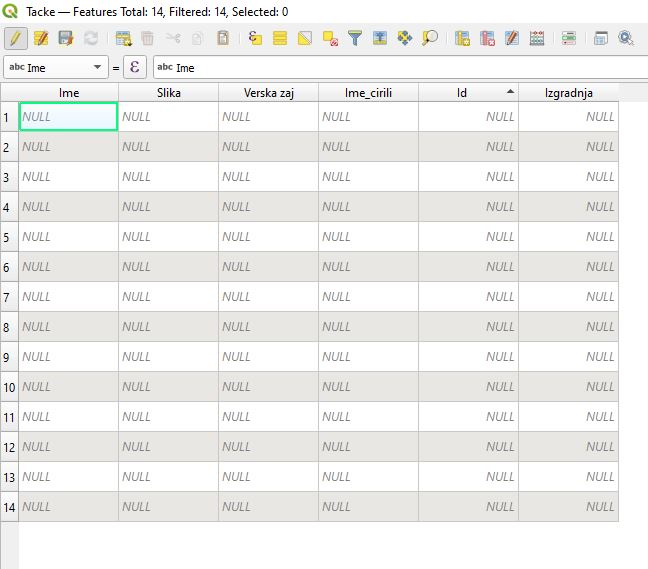 Tacke — Features Total: 14, Filtered: 14, Selected: 0
abc Ime = ε abc Ime
Ime Slika Verska zaj Ime_cirili Id Izgradnja
1 NULL NULL NULL NULL NULL NULL
2 NULL NULL NULL NULL NULL NULL
3 NULL NULL NULL NULL NULL NULL
4 NULL NULL NULL NULL NULL NULL
5 NULL NULL NULL NULL NULL NULL
6 NULL NULL NULL NULL NULL NULL
7 NULL NULL NULL NULL NULL NULL
8 NULL NULL NULL NULL NULL NULL
9 NULL NULL NULL NULL NULL NULL
10 NULL NULL NULL NULL NULL NULL
11 NULL NULL NULL NULL NULL NULL
12 NULL NULL NULL NULL NULL NULL
13 NULL NULL NULL NULL NULL NULL
14 NULL NULL NULL NULL NULL NULL